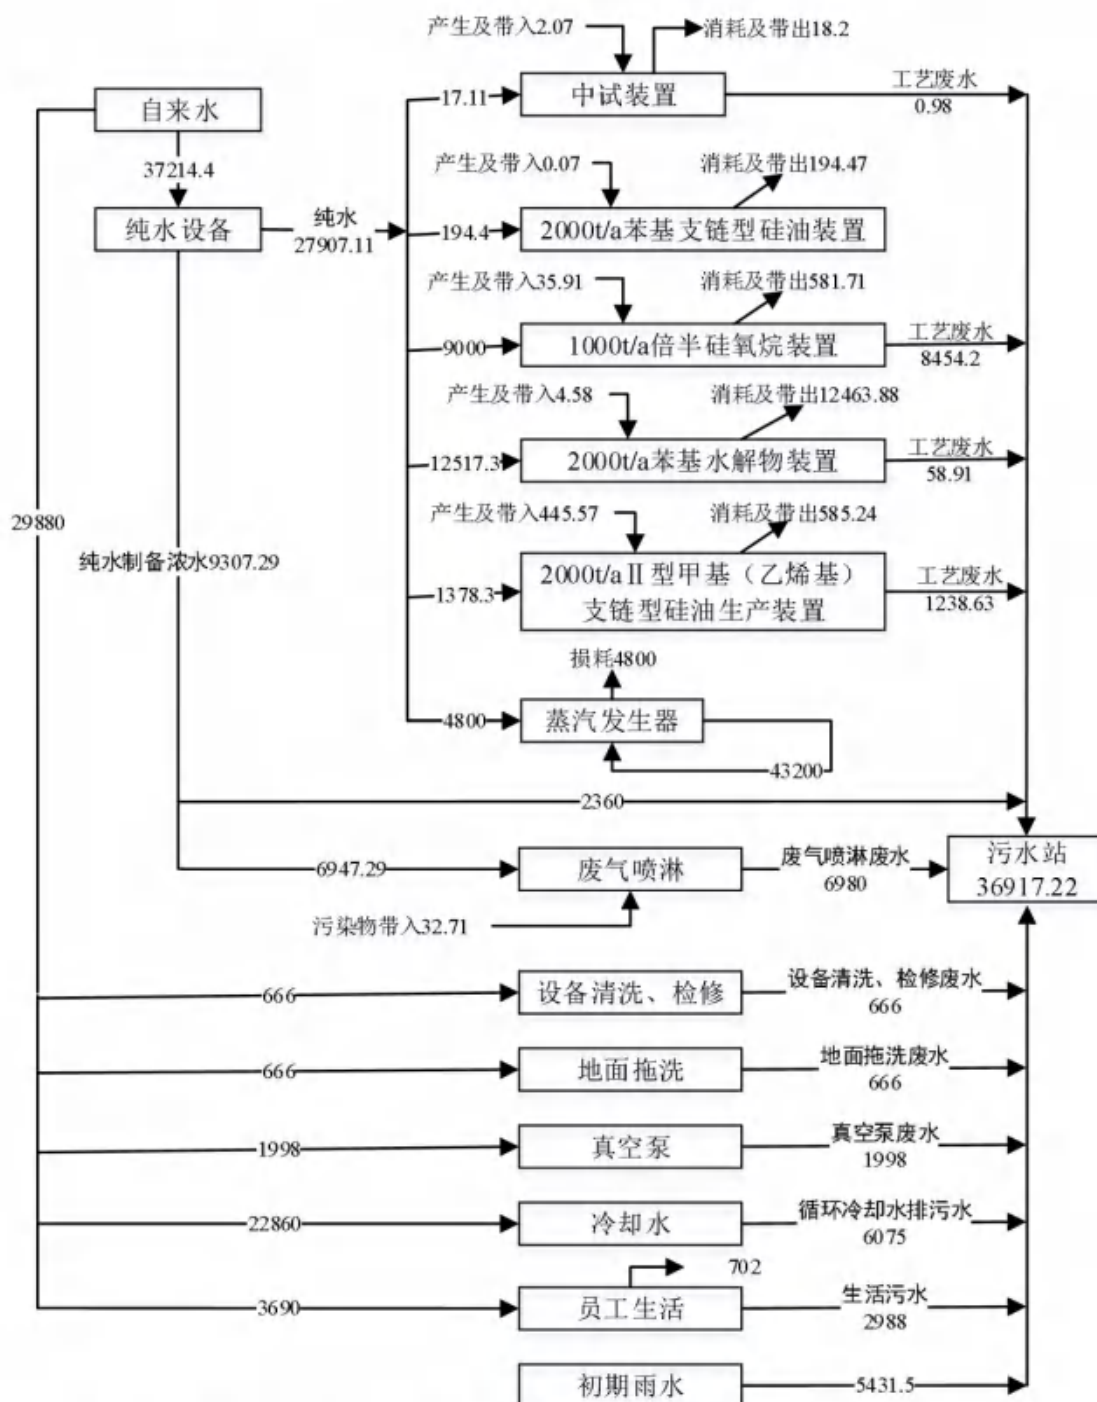 产生及带入2.07
消耗及带出18.2
自来水
17.11
中试装置
工艺废水
0.98
37214.4
产生及带入0.07
消耗及带出194.47
纯水设备
纯水
27907.11
194.4
2000t/a苯基支链型硅油装置
产生及带入35.91
消耗及带出581.71
9000
1000t/a倍半硅氧烷装置
工艺废水
8454.2
产生及带入4.58
消耗及带出12463.88
12517.3
2000t/a苯基水解物装置
工艺废水
58.91
29880
产生及带入445.57
消耗及带出585.24
纯水制备浓水9307.29
1378.3
2000t/aⅡ型甲基（乙烯基）
支链型硅油生产装置
工艺废水
1238.63
损耗4800
4800
蒸汽发生器
43200
2360
6947.29
废气喷淋
废气喷淋废水
6980
污水站
36917.22
污染物带入32.71
666
设备清洗、检修
设备清洗、检修废水
666
666
地面拖洗
地面拖洗废水
666
1998
真空泵
真空泵废水
1998
22860
冷却水
循环冷却水排污水
6075
702
3690
员工生活
生活污水
2988
初期雨水
5431.5